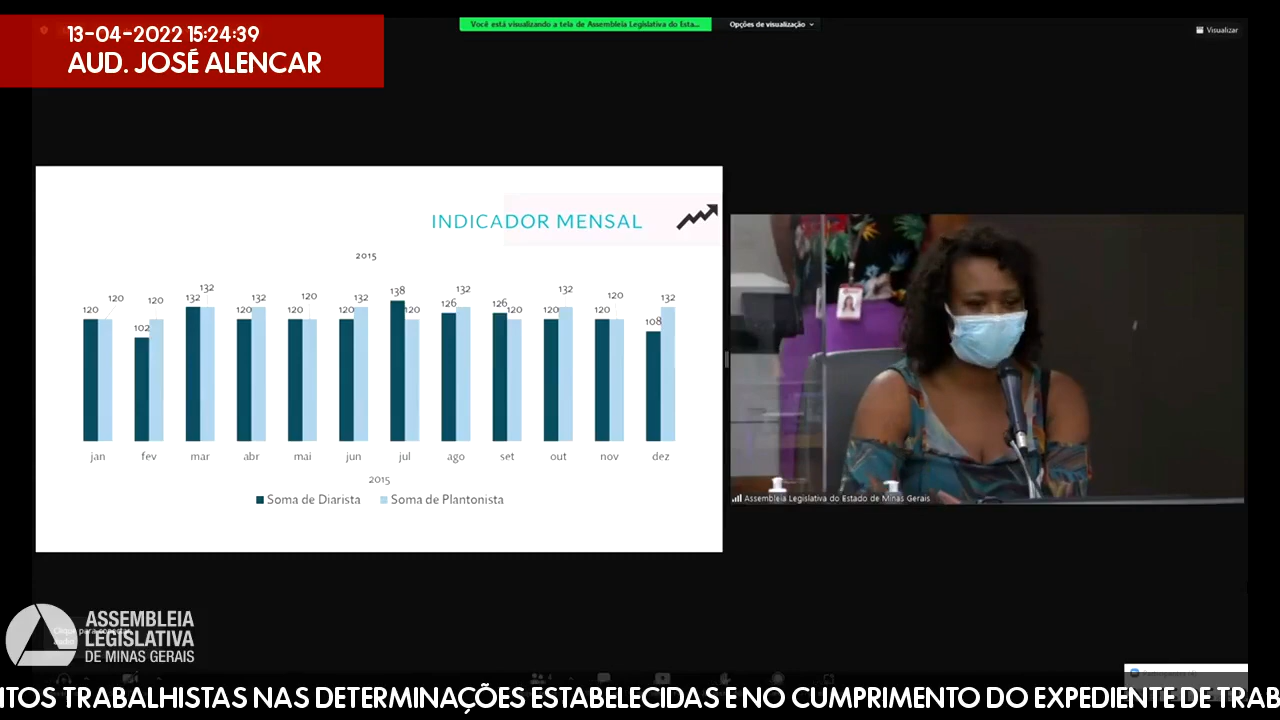 13-04-2022 15:24:39
AUD. JOSÉ ALENCAR
Você está visualizando a tela de Assembleia Legislativa do Esta...
Opções de visualização
Visualizar
INDICADOR MENSAL
2015
120 120 102 120 132 132 120 132 120 120 120 132 138 120 126 132 126 120 120 132 120 120 108 132
jan fev mar abr mai jun jul ago set out nov dez
2015
Soma de Diarista Soma de Plantonista
Assembleia Legislativa do Estado de Minas Gerais
ASSEMBLEIA
LEGISLATIVA
DE MINAS GERAIS
NTOS TRABALHISTAS NAS DETERMINAÇÕES ESTABELECIDAS E NO CUMPRIMENTO DO EXPEDIENTE DE TRAB